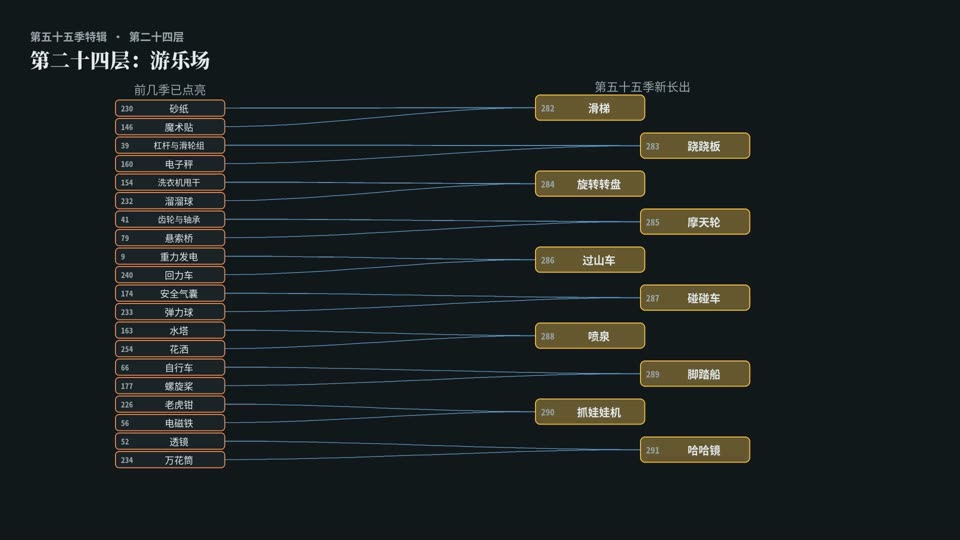 第五十五季特辑 · 第二十四层
第二十四层：游乐场
前几季已点亮
第五十五季新长出
230 砂纸
146 魔术贴
39 杠杆与滑轮组
160 电子秤
154 洗衣机甩干
232 溜溜球
41 齿轮与轴承
79 悬索桥
9 重力发电
240 回力车
174 安全气囊
233 弹力球
163 水塔
254 花洒
66 自行车
177 螺旋桨
226 老虎钳
56 电磁铁
52 透镜
234 万花筒
282 滑梯
283 跷跷板
284 旋转转盘
285 摩天轮
286 过山车
287 碰碰车
288 喷泉
289 脚踏船
290 抓娃娃机
291 哈哈镜